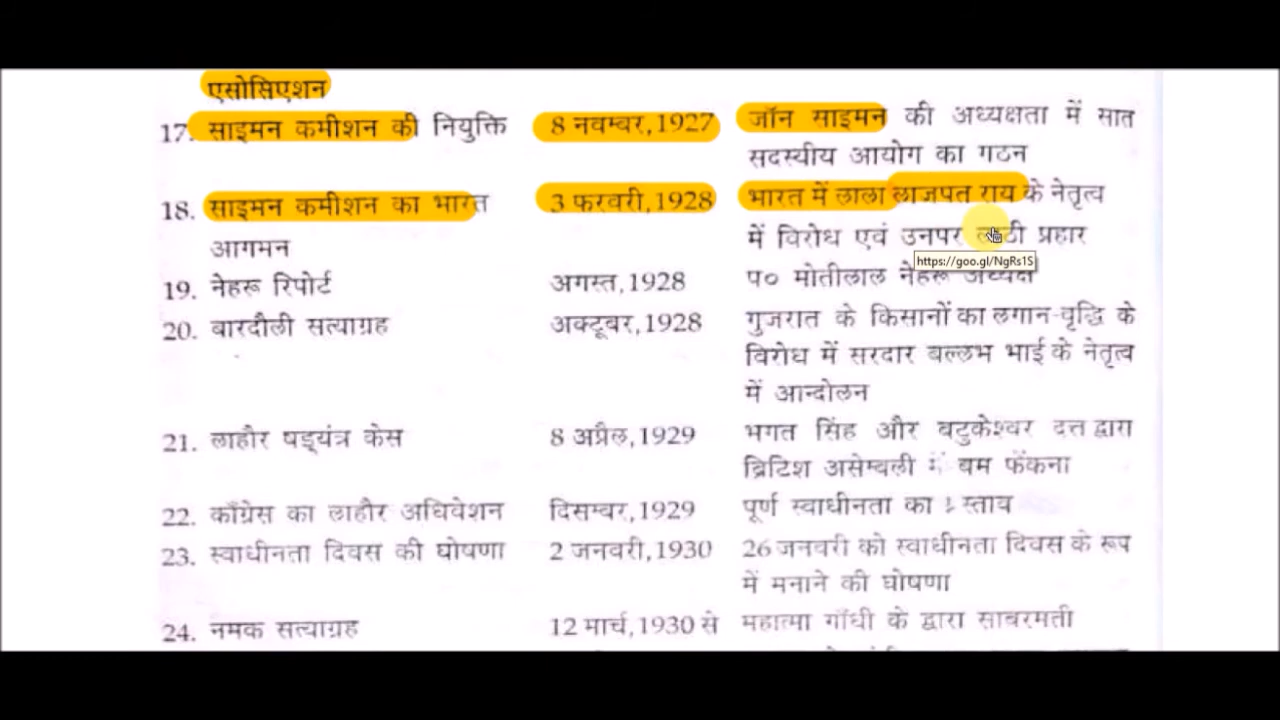 एसोसिएशन
17. साइमन कमीशन की नियुक्ति 8 नवम्बर, 1927 जॉन साइमन की अध्यक्षता में सात
सदस्यीय आयोग का गठन
18. साइमन कमीशन का भारत 3 फरवरी, 1928 भारत में लाला लाजपत राय के नेतृत्व
आगमन में विरोध एवं उनपर प्रहार
https://goo.gl/NgRs1S
19. नेहरू रिपोर्ट अगस्त, 1928 प० मोतीलाल नेहरू अध्यक्ष
20. बारदौली सत्याग्रह अक्टूबर, 1928 गुजरात के किसानों का लगान-वृद्धि के
विरोध में सरदार बल्लभ भाई के नेतृत्व
में आन्दोलन
21. लाहौर षड्यंत्र केस 8 अप्रैल, 1929 भगत सिंह और बटुकेश्वर दत्त द्वारा
ब्रिटिश असेम्बली में बम फेंकना
22. काँग्रेस का लाहौर अधिवेशन दिसम्बर, 1929 पूर्ण स्वाधीनता का
23. स्वाधीनता दिवस की घोषणा 2 जनवरी, 1930 26 जनवरी को स्वाधीनता दिवस के रूप
में मनाने की घोषणा
24. नमक सत्याग्रह 12 मार्च, 1930 से महात्मा गाँधी के द्वारा साबरमती